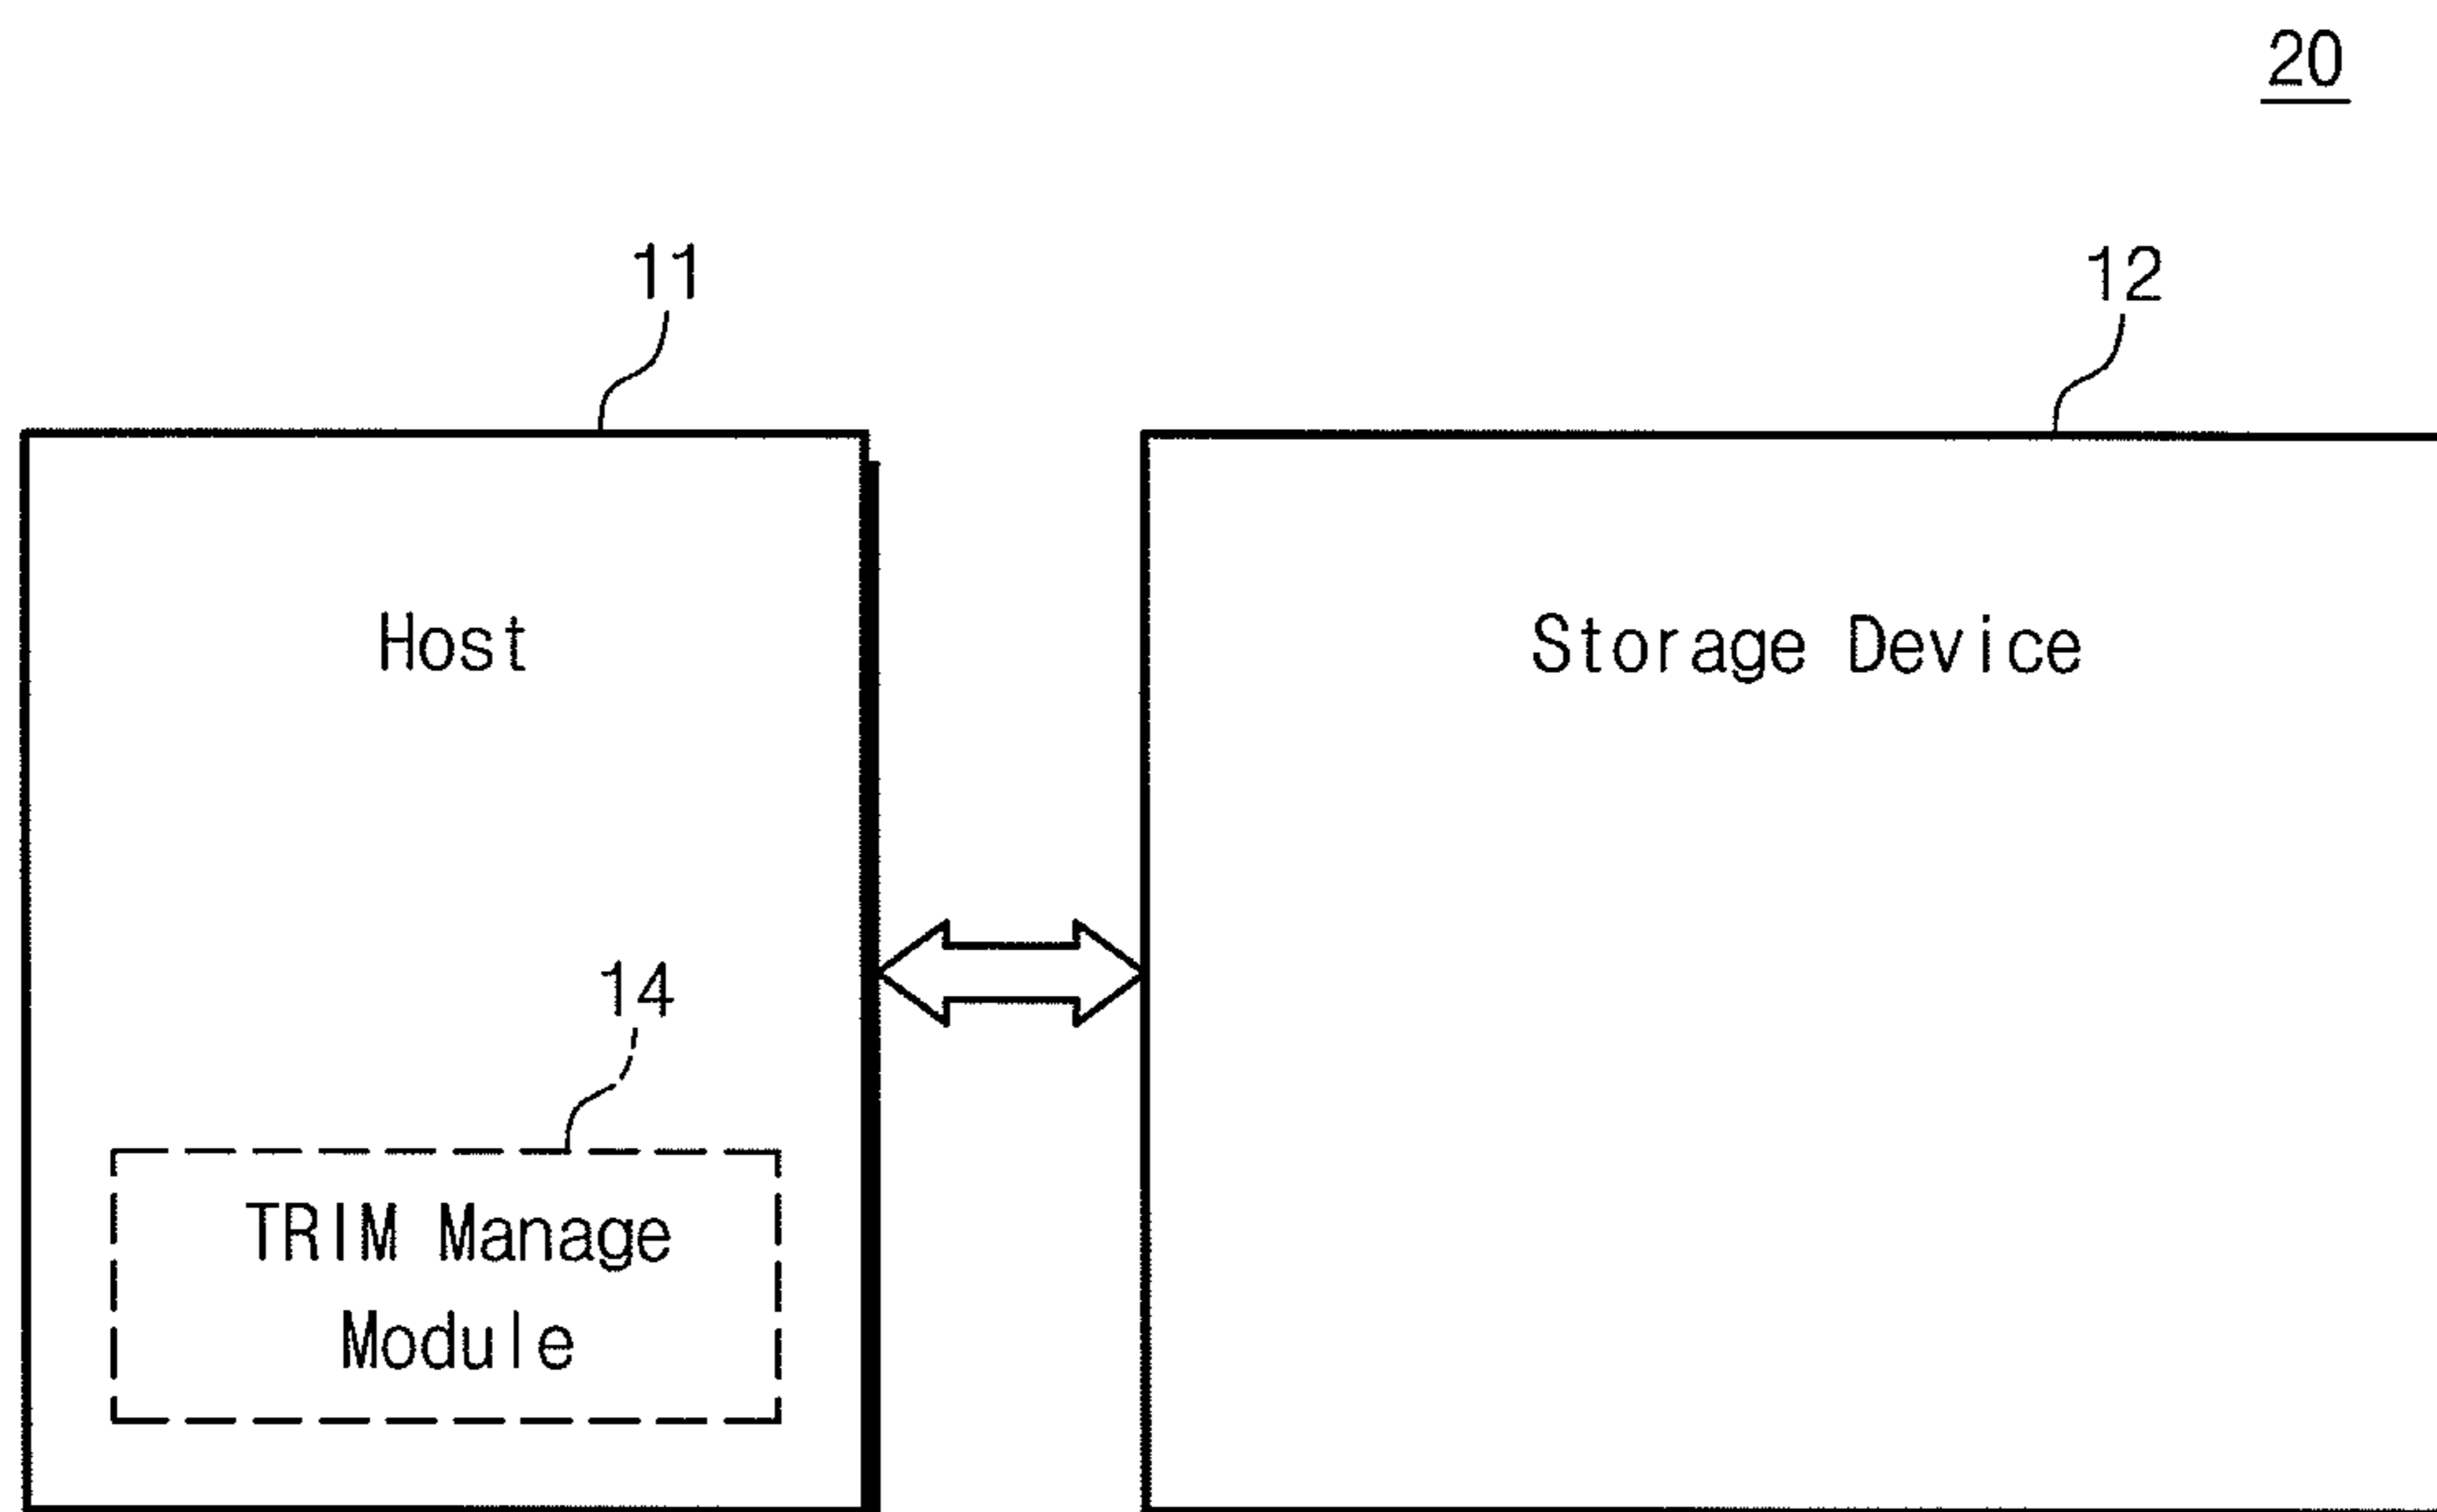 20
11
12
Host
Storage Device
14
TRIM Manage
Module